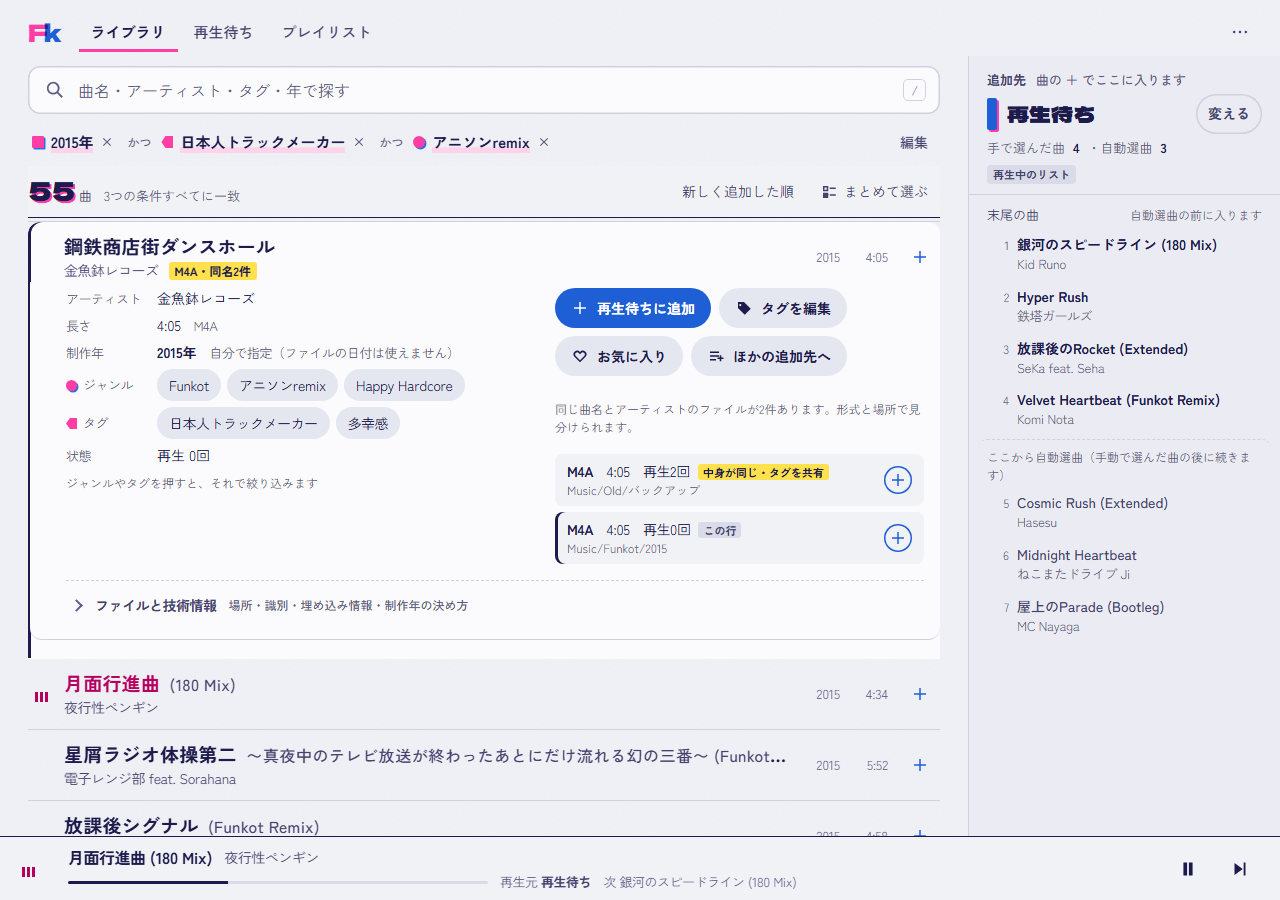 Fk
ライブラリ 再生待ち プレイリスト
曲名・アーティスト・タグ・年で探す /
2015年 × かつ 日本人トラックメーカー × かつ アニソンremix × 編集
55曲 3つの条件すべてに一致 新しく追加した順 まとめて選ぶ
鋼鉄商店街ダンスホール
金魚鉢レコーズ M4A・同名2件
2015 4:05 +
アーティスト 金魚鉢レコーズ
長さ 4:05 M4A
制作年 2015年 自分で指定（ファイルの日付は使えません）
ジャンル Funkot アニソンremix Happy Hardcore
タグ 日本人トラックメーカー 多幸感
状態 再生 0回
ジャンルやタグを押すと、それで絞り込みます
+ 再生待ちに追加 タグを編集
お気に入り ほかの追加先へ
同じ曲名とアーティストのファイルが2件あります。形式と場所で見
分けられます。
M4A 4:05 再生2回 中身が同じ・タグを共有
Music/Old/バックアップ
M4A 4:05 再生0回 この行
Music/Funkot/2015
ファイルと技術情報 場所・識別・埋め込み情報・制作年の決め方
月面行進曲 (180 Mix) 2015 4:34 +
夜行性ペンギン
星屑ラジオ体操第二 〜真夜中のテレビ放送が終わったあとにだけ流れる幻の三番〜 (Funkot... 2015 5:52 +
電子レンジ部 feat. Sorahana
放課後シグナル (Funkot Remix) 2015 4:58 +
追加先 曲の + でここに入ります
再生待ち 変える
手で選んだ曲 4 ・自動選曲 3
再生中のリスト
末尾の曲 自動選曲の前に入ります
1 銀河のスピードライン (180 Mix)
Kid Runo
2 Hyper Rush
鉄塔ガールズ
3 放課後のRocket (Extended)
SeKa feat. Seha
4 Velvet Heartbeat (Funkot Remix)
Komi Nota
ここから自動選曲（手動で選んだ曲の後に続きま
す）
5 Cosmic Rush (Extended)
Hasesu
6 Midnight Heartbeat
ねこまたドライブ Ji
7 屋上のParade (Bootleg)
MC Nayaga
月面行進曲 (180 Mix) 夜行性ペンギン
再生元 再生待ち 次 銀河のスピードライン (180 Mix)